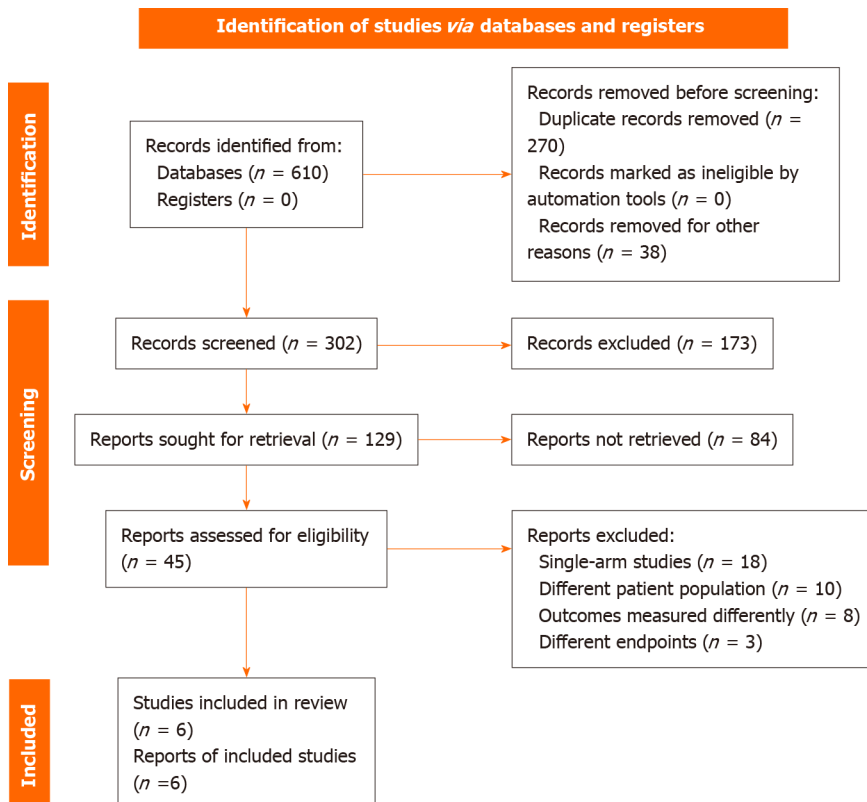 Identification of studies via databases and registers
Identification
Records identified from:
Databases (n = 610)
Registers (n = 0)
Records removed before screening:
Duplicate records removed (n =
270)
Records marked as ineligible by
automation tools (n = 0)
Records removed for other
reasons (n = 38)
Screening
Records screened (n = 302)
Records excluded (n = 173)
Reports sought for retrieval (n = 129)
Reports not retrieved (n = 84)
Reports assessed for eligibility
(n = 45)
Reports excluded:
Single-arm studies (n = 18)
Different patient population (n = 10)
Outcomes measured differently (n = 8)
Different endpoints (n = 3)
Included
Studies included in review
(n = 6)
Reports of included studies
(n =6)